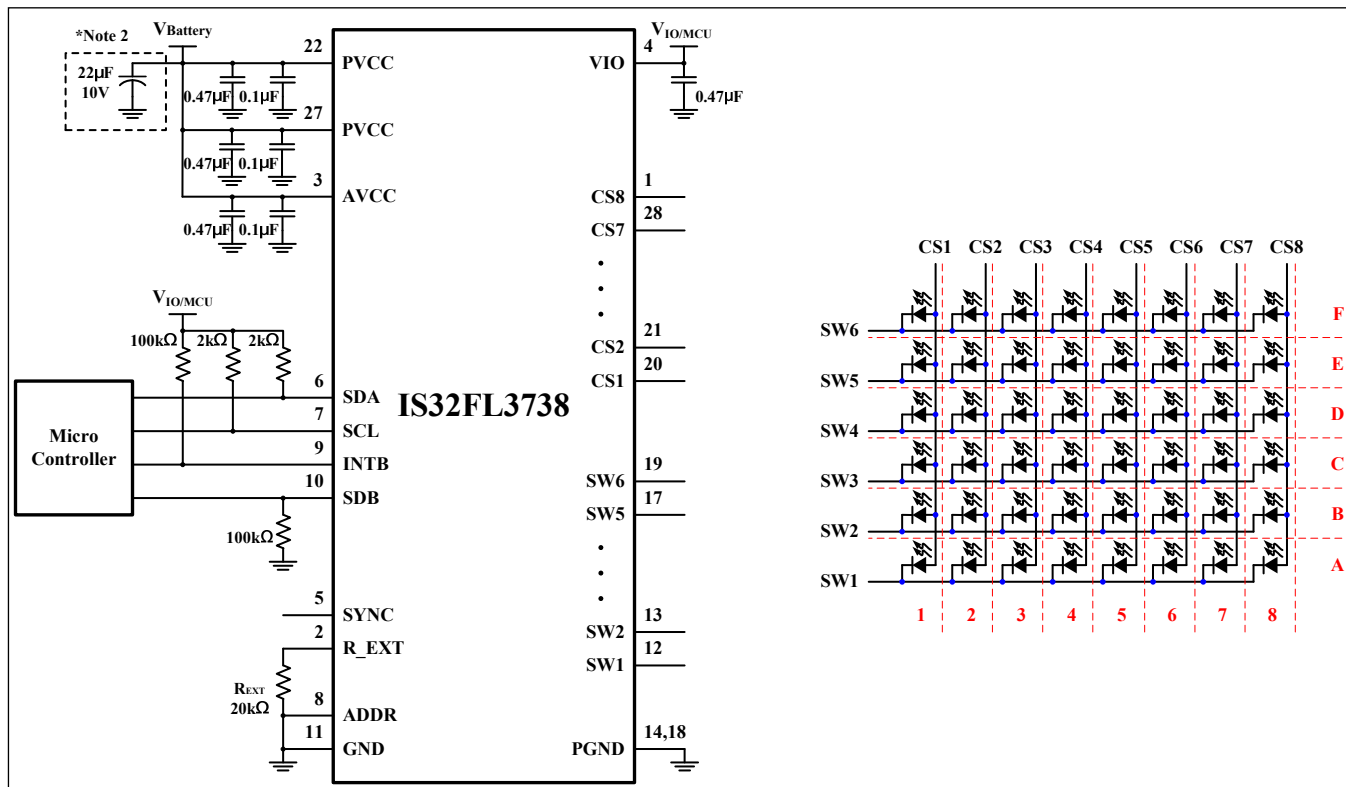 *Note 2
VBattery
22µF
10V
0.47µF 0.1µF
0.47µF 0.1µF
0.47µF 0.1µF
22 PVCC
27 PVCC
3 AVCC
VIO/MCU
100kΩ 2kΩ 2kΩ
Micro
Controller
6 SDA
7 SCL
9 INTB
10 SDB
100kΩ
5 SYNC
2 R_EXT
REXT
20kΩ
8 ADDR
11 GND
IS32FL3738
VIO/MCU
VIO 4
0.47µF
CS8 1
CS7 28
CS2 21
CS1 20
SW6 19
SW5 17
SW2 13
SW1 12
PGND 14,18
CS1 CS2 CS3 CS4 CS5 CS6 CS7 CS8
SW6 F
SW5 E
SW4 D
SW3 C
SW2 B
SW1 A
1 2 3 4 5 6 7 8